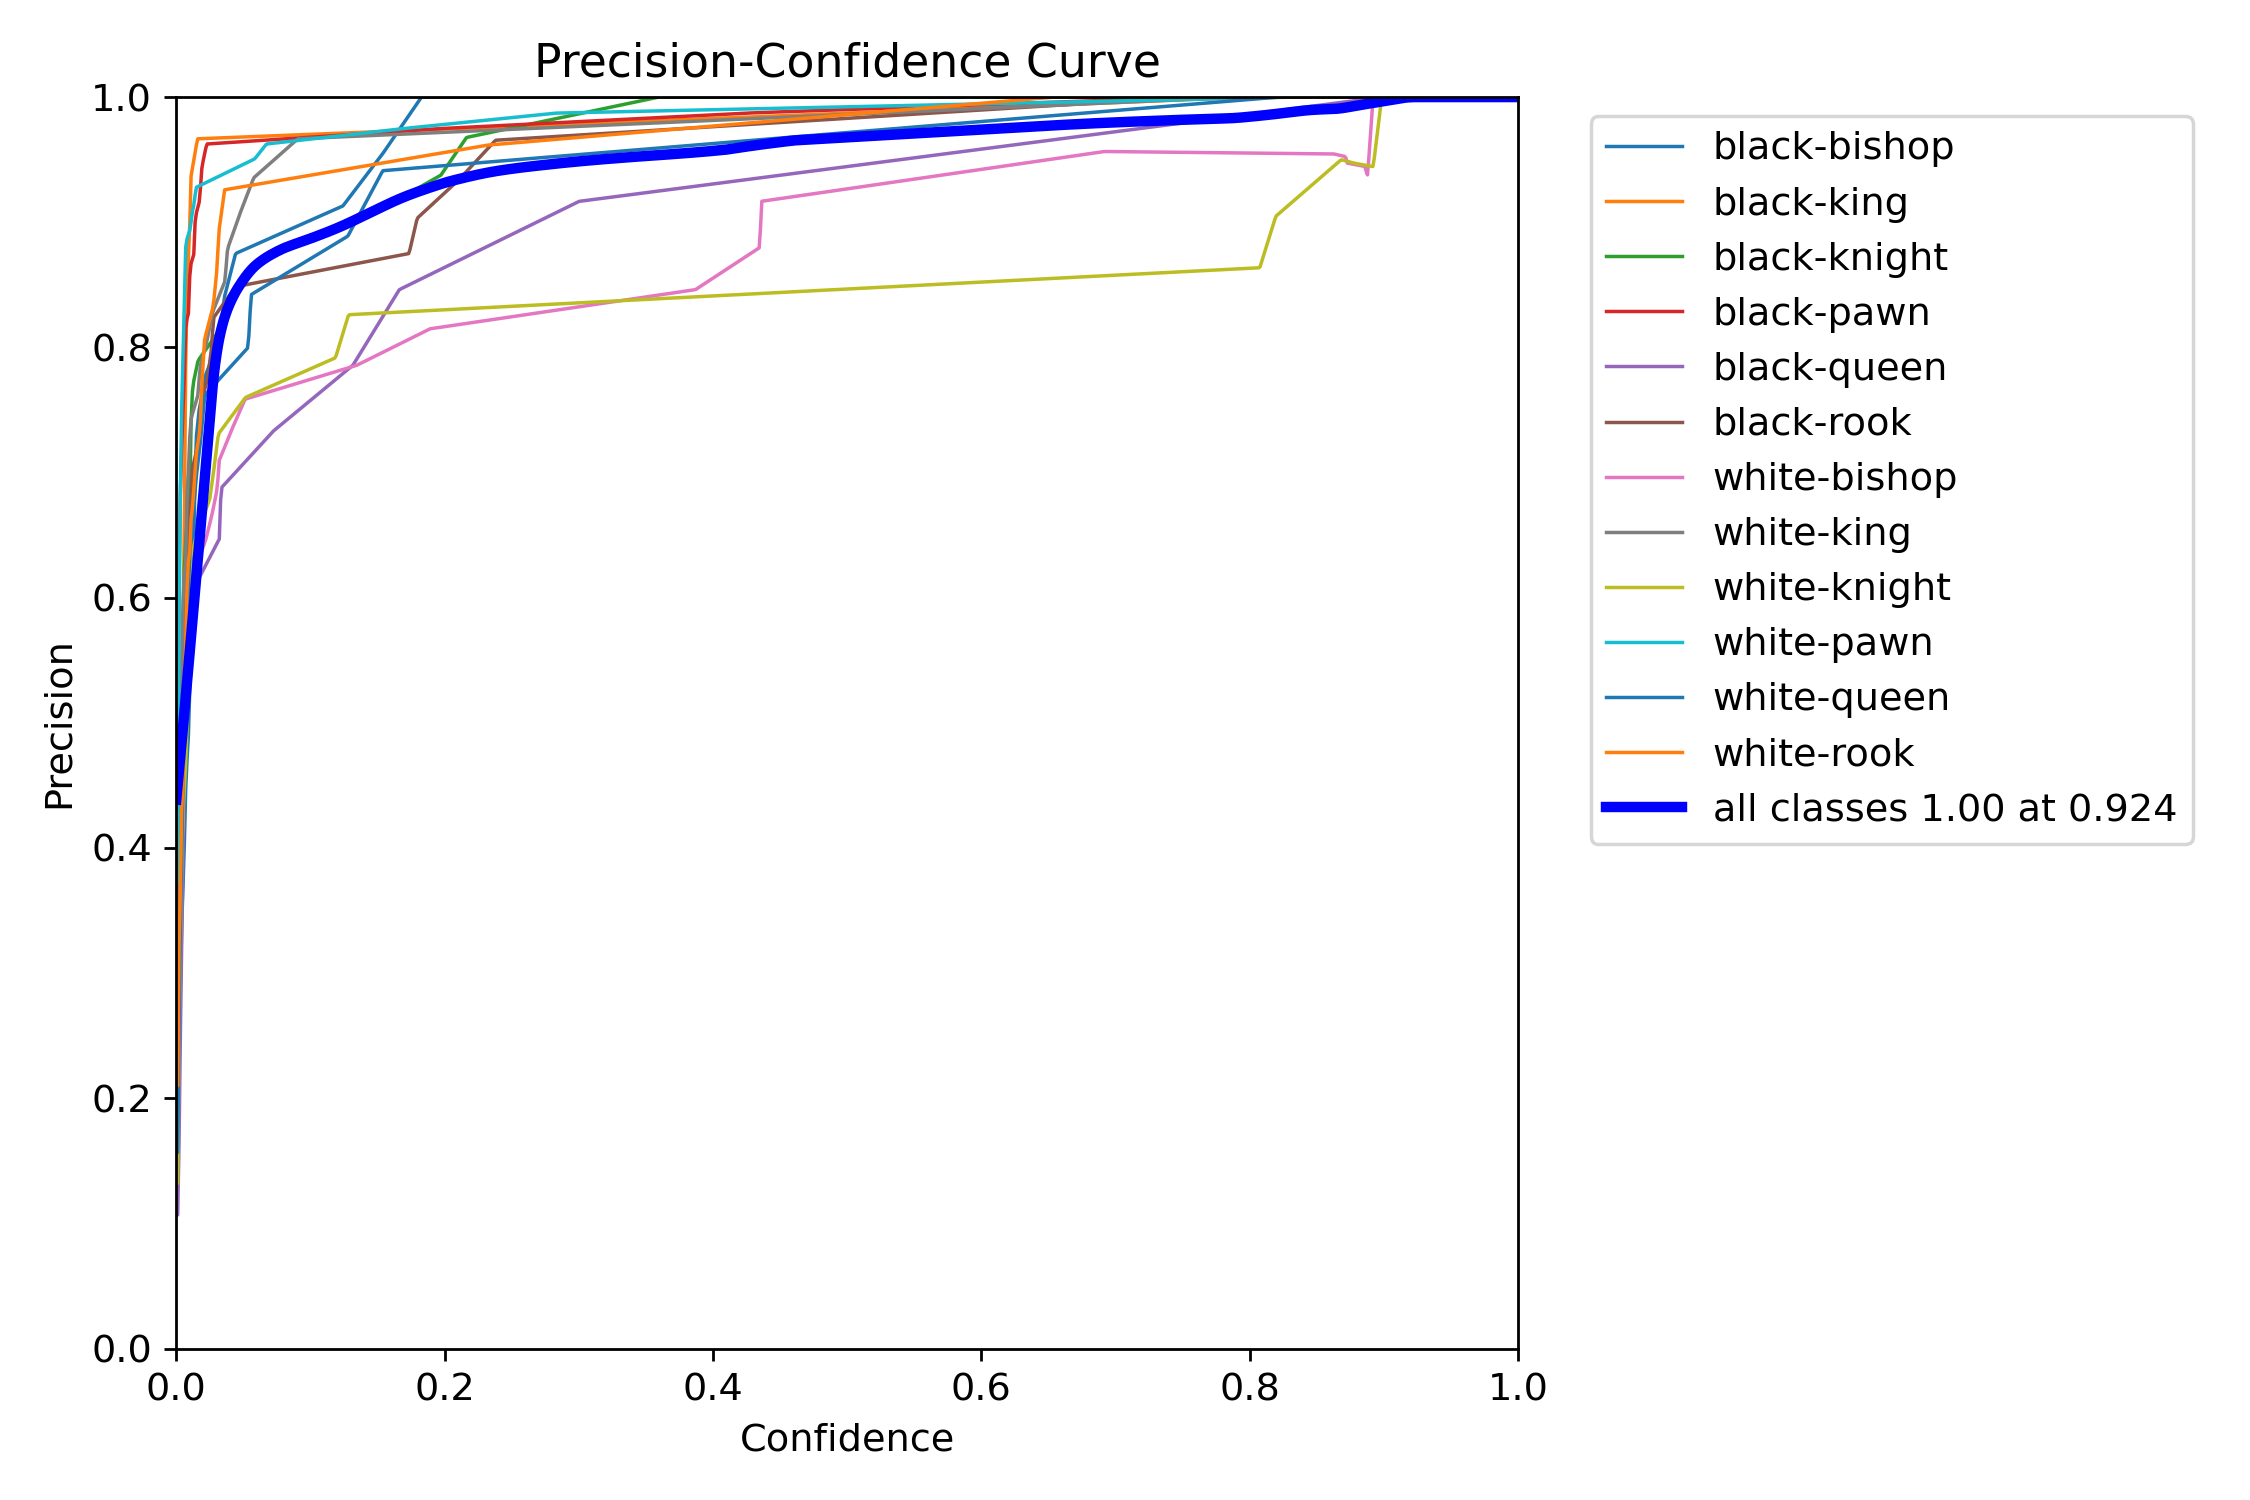 Precision-Confidence Curve
1.0
0.8
0.6
0.4
0.2
0.0
Precision
0.0 0.2 0.4 0.6 0.8 1.0
Confidence
black-bishop
black-king
black-knight
black-pawn
black-queen
black-rook
white-bishop
white-king
white-knight
white-pawn
white-queen
white-rook
all classes 1.00 at 0.924